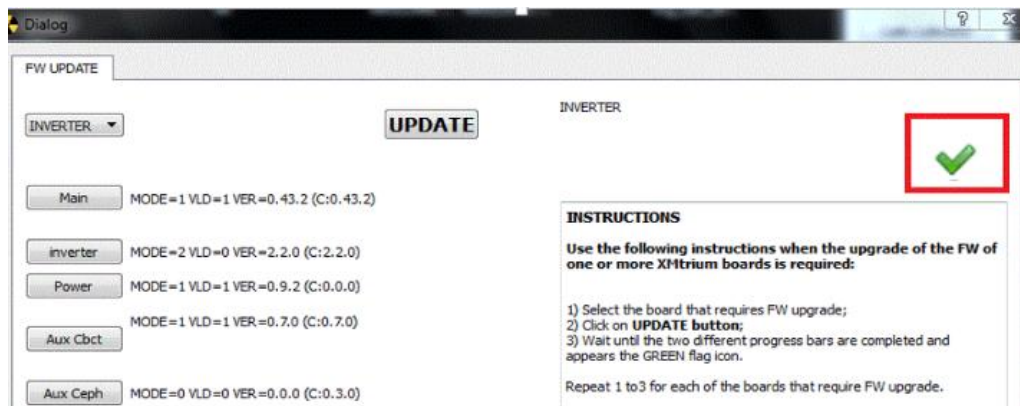 Dialog
FW UPDATE
INVERTER
UPDATE
INVERTER
Main MODE=1 VLD=1 VER=0.43.2 (C:0.43.2)
inverter MODE=2 VLD=0 VER=2.2.0 (C:2.2.0)
Power MODE=1 VLD=1 VER=0.9.2 (C:0.0.0)
Aux Cbct MODE=1 VLD=1 VER=0.7.0 (C:0.7.0)
Aux Ceph MODE=0 VLD=0 VER=0.0.0 (C:0.3.0)
INSTRUCTIONS
Use the following instructions when the upgrade of the FW of
one or more XMtrium boards is required:
1) Select the board that requires FW upgrade;
2) Click on UPDATE button;
3) Wait until the two different progress bars are completed and
appears the GREEN flag icon.
Repeat 1 to3 for each of the boards that require FW upgrade.